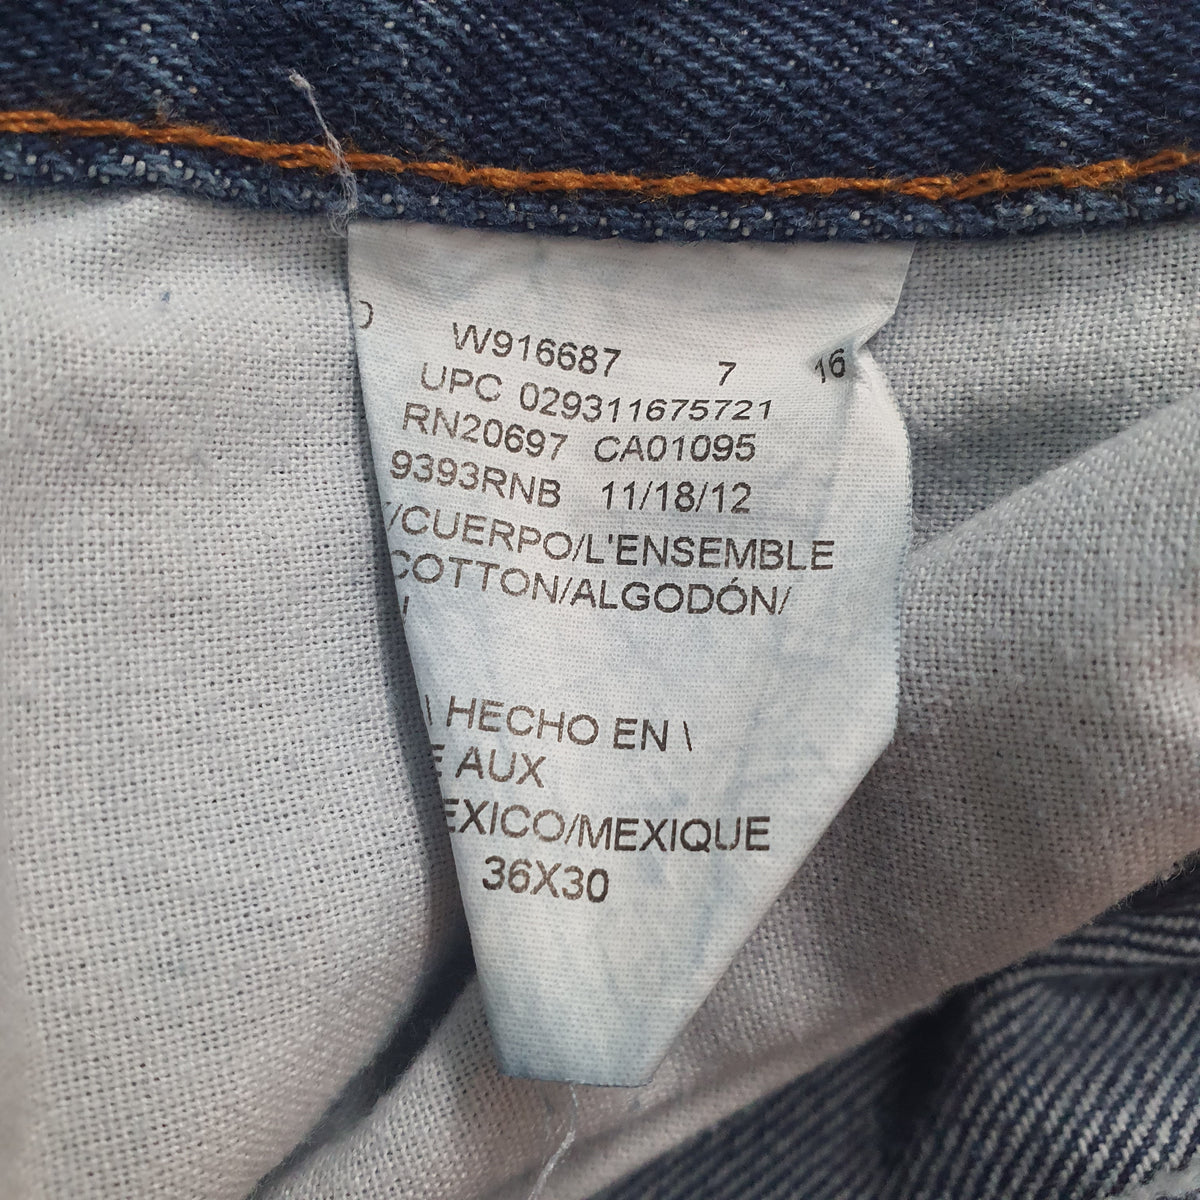 W916687 7 16
UPC 029311675721
RN20697 CA01095
9393RNB 11/18/12
/CUERPO/L'ENSEMBLE
COTTON/ALGODÓN/
\ HECHO EN \
E AUX
EXICO/MEXIQUE
36X30